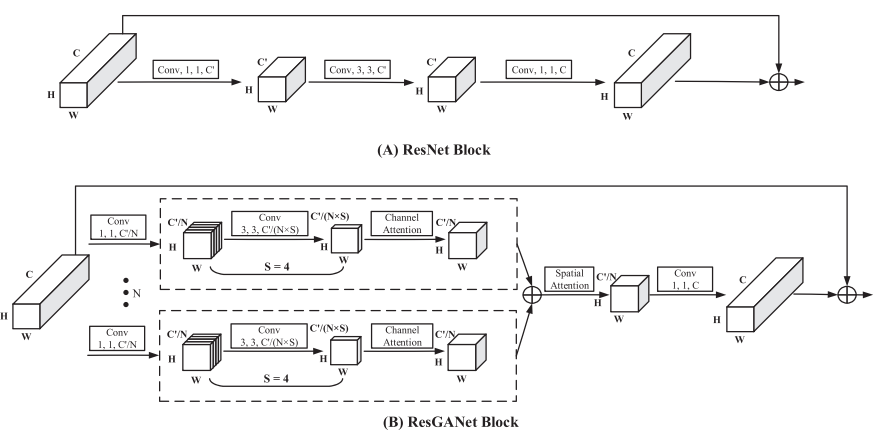 C
H
W
Conv, 1, 1, C'
C'
H
W
Conv, 3, 3, C'
C'
H
W
Conv, 1, 1, C
C
H
W
(A) ResNet Block
C
H
W
Conv
1, 1, C'/N
N
Conv
1, 1, C'/N
C'/N
H
W
Conv
3, 3, C'/(N×S)
C'/(N×S)
H
W
S = 4
Channel
Attention
C'/N
H
W
C'/N
H
W
Conv
3, 3, C'/(N×S)
C'/(N×S)
H
W
S = 4
Channel
Attention
C'/N
H
W
Spatial
Attention
C'/N
H
W
Conv
1, 1, C
C
H
W
(B) ResGANet Block